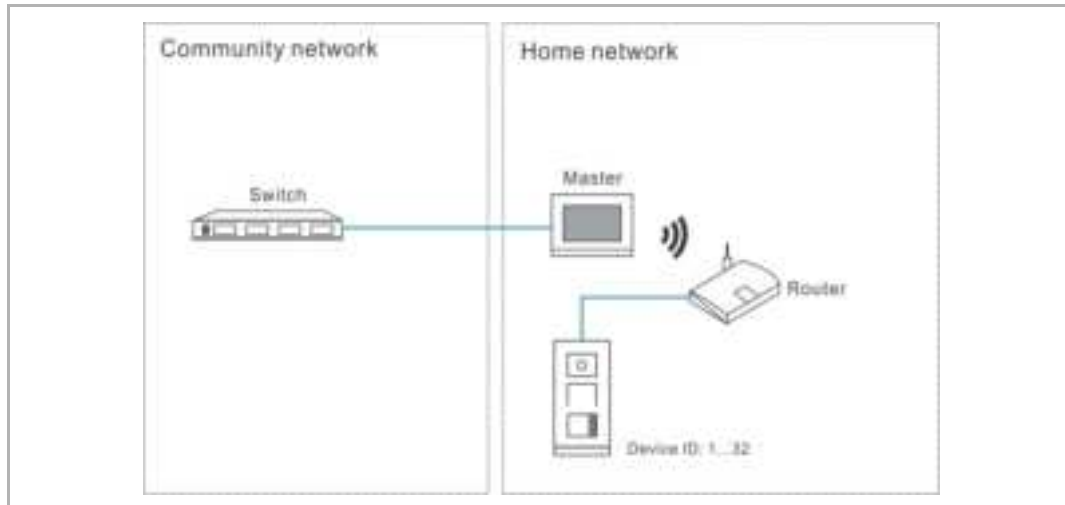 Community network
Home network
Master
Switch
Router
Device ID: 1...32